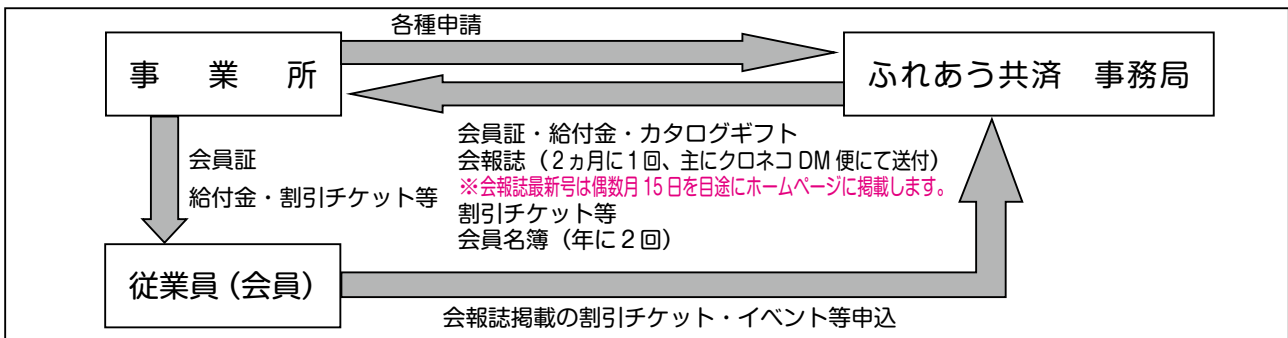 各種申請
事業所
ふれあう共済 事務局
会員証・給付金・カタログギフト
会報誌（２ヵ月に１回、主にクロネコ DM 便にて送付）
※会報誌最新号は偶数月 15 日を目途にホームページに掲載します。
割引チケット等
会員名簿（年に２回）
会員証
給付金・割引チケット等
従業員（会員）
会報誌掲載の割引チケット・イベント等申込